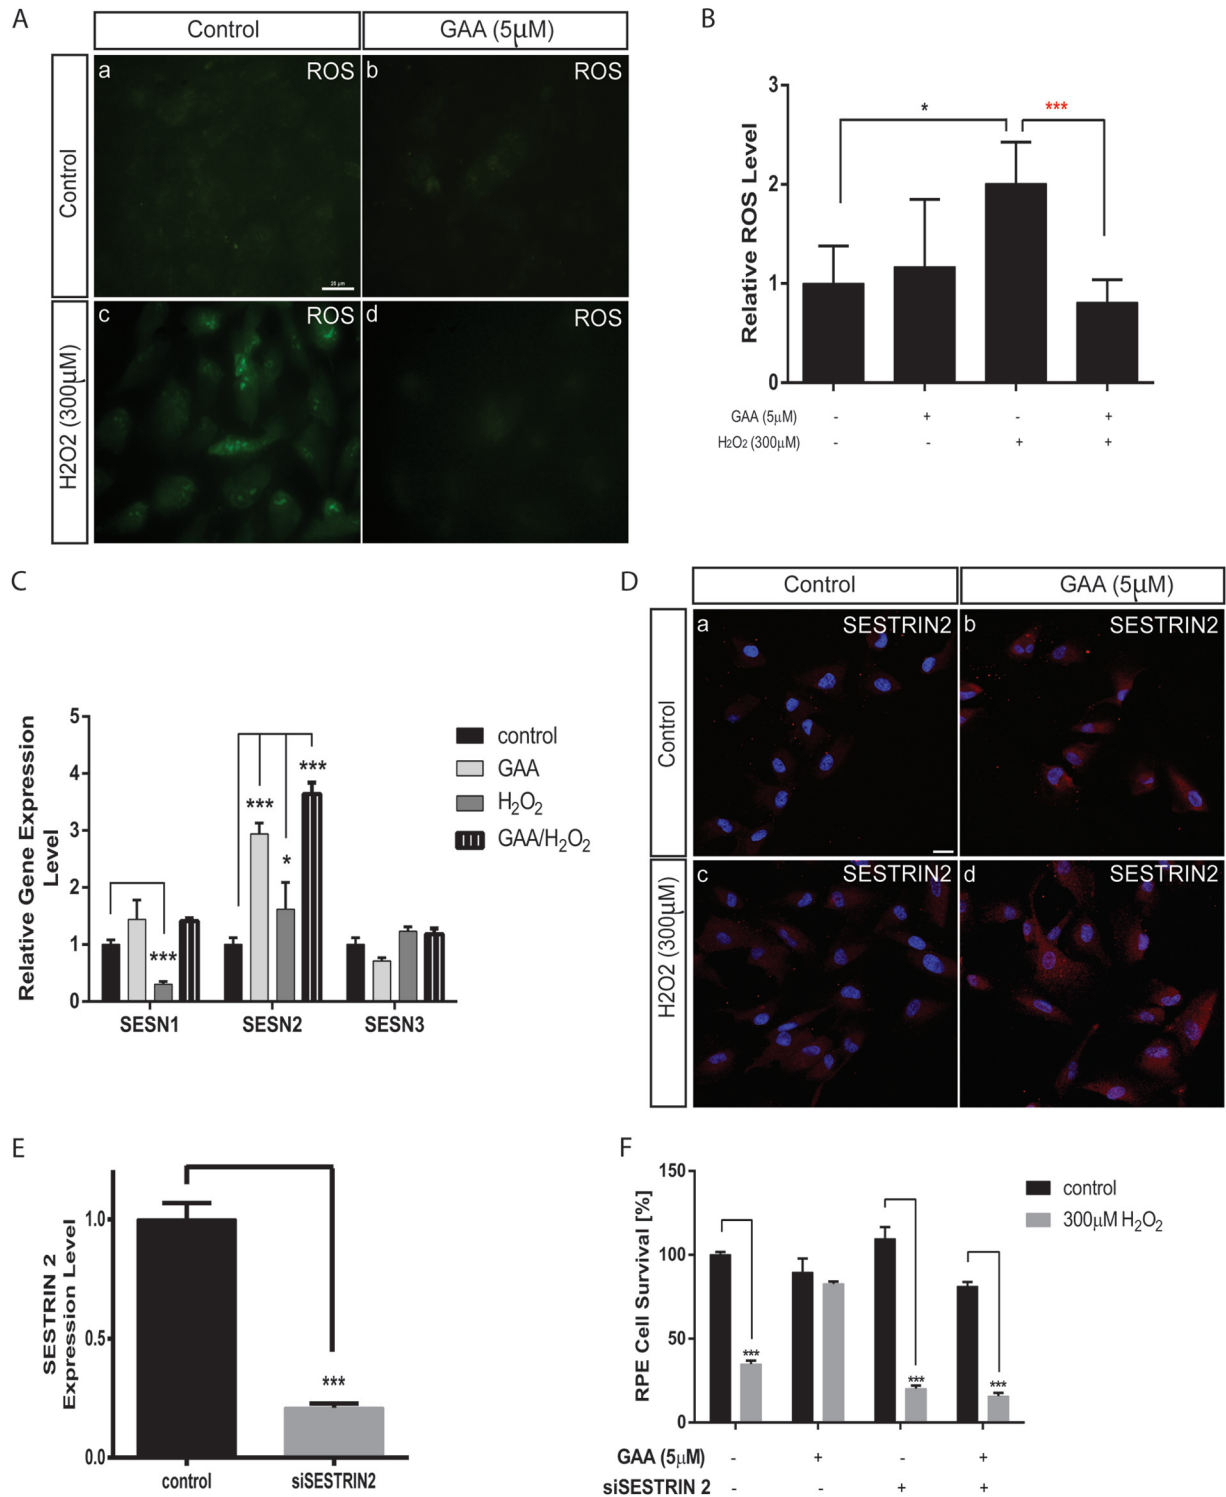 A
Control
GAA (5μM)
Control
a
ROS
b
ROS
20 μm
H2O2 (300μM)
c
ROS
d
ROS
B
Relative ROS Level
3
2
1
0
*
***
GAA (5μM)
-
+
-
+
H2O2 (300μM)
-
-
+
+
C
Relative Gene Expression
Level
5
4
3
2
1
0
***
***
*
***
SESN1
SESN2
SESN3
control
GAA
H2O2
GAA/H2O2
D
Control
GAA (5μM)
Control
a
SESTRIN2
b
SESTRIN2
H2O2 (300μM)
c
SESTRIN2
d
SESTRIN2
E
SESTRIN 2
Expression Level
1.0
0.5
0.0
***
control
siSESTRIN2
F
RPE Cell Survival [%]
150
100
50
0
***
***
***
control
300μM H2O2
GAA (5μM)
-
+
-
+
siSESTRIN 2
-
-
+
+